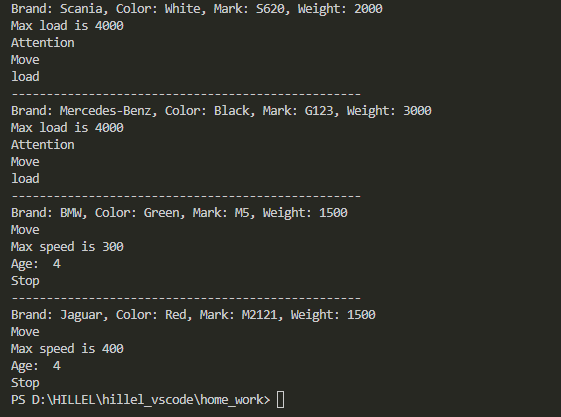 Brand: Scania, Color: White, Mark: S620, Weight: 2000
Max load is 4000
Attention
Move
load
--------------------------------------------------
Brand: Mercedes-Benz, Color: Black, Mark: G123, Weight: 3000
Max load is 4000
Attention
Move
load
--------------------------------------------------
Brand: BMW, Color: Green, Mark: M5, Weight: 1500
Move
Max speed is 300
Age:  4
Stop
--------------------------------------------------
Brand: Jaguar, Color: Red, Mark: M2121, Weight: 1500
Move
Max speed is 400
Age:  4
Stop
PS D:\HILLEL\hillel_vscode\home_work>